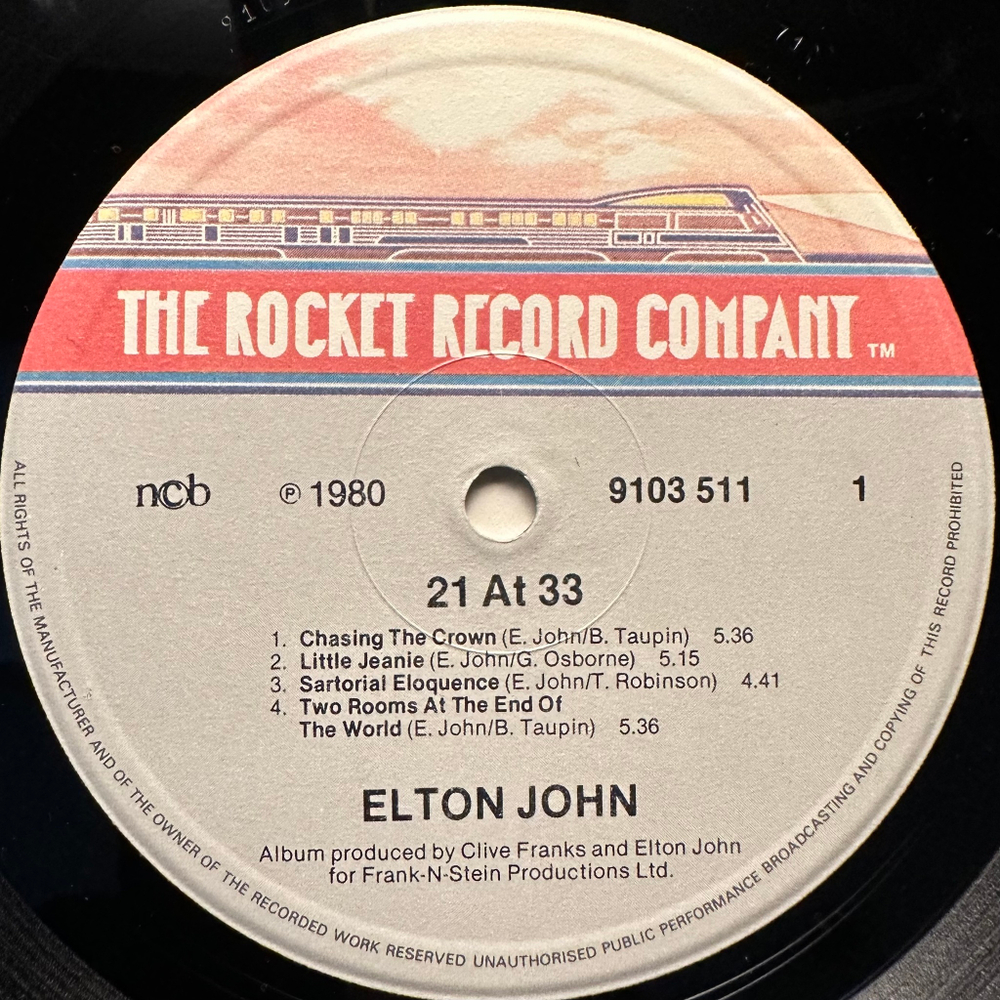 THE ROCKET RECORD COMPANY TM
ncb ℗ 1980 9103 511 1
21 At 33
1. Chasing The Crown (E. John/B. Taupin) 5.36
2. Little Jeanie (E. John/G. Osborne) 5.15
3. Sartorial Eloquence (E. John/T. Robinson) 4.41
4. Two Rooms At The End Of
The World (E. John/B. Taupin) 5.36
ELTON JOHN
Album produced by Clive Franks and Elton John
for Frank-N-Stein Productions Ltd.
ALL RIGHTS OF THE MANUFACTURER AND OF THE OWNER OF THE RECORDED WORK RESERVED UNAUTHORISED PUBLIC PERFORMANCE BROADCASTING AND COPYING OF THIS RECORD PROHIBITED